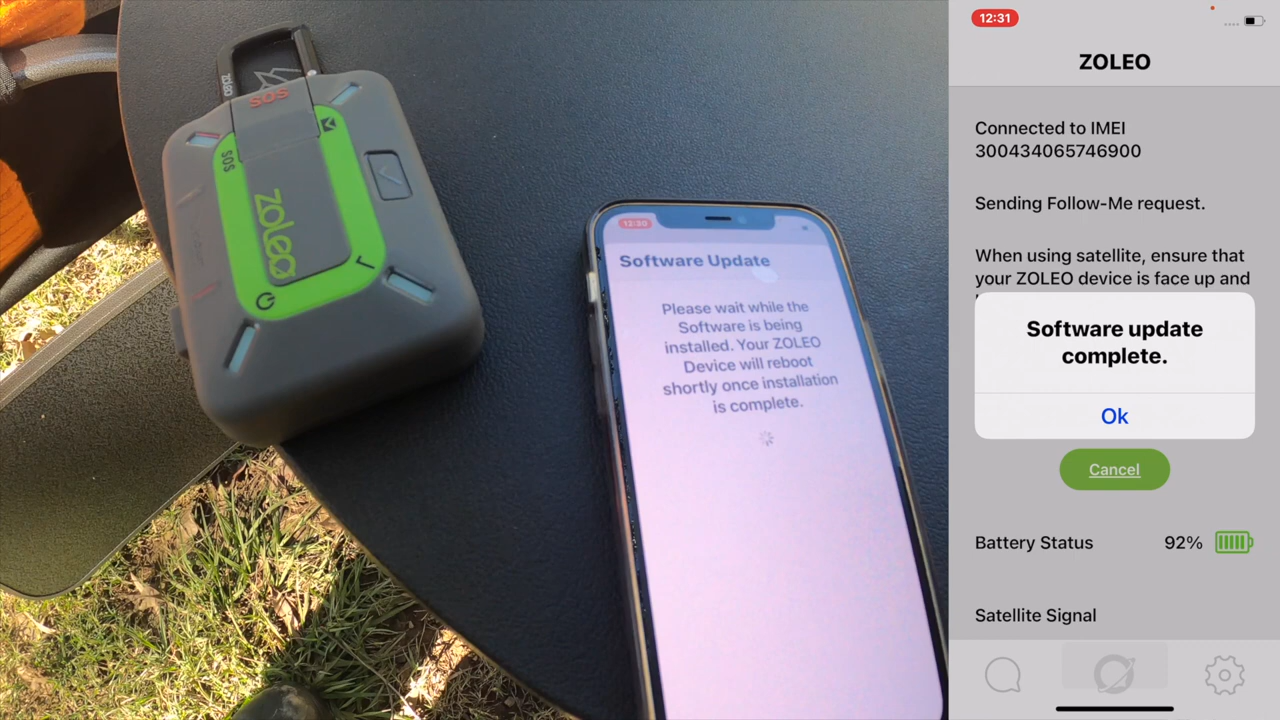 zoleo
SOS
SOS
zoleo
12:30
Software Update
Please wait while the
Software is being
installed. Your ZOLEO
Device will reboot
shortly once installation
is complete.
12:31
ZOLEO
Connected to IMEI
300434065746900
Sending Follow-Me request.
When using satellite, ensure that
your ZOLEO device is face up and
Software update
complete.
Ok
Cancel
Battery Status 92%
Satellite Signal